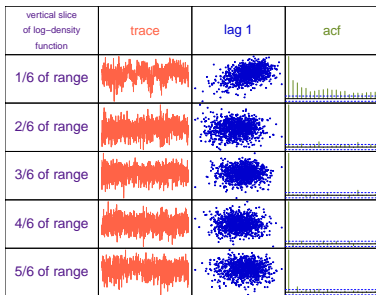 vertical slice
of log−density
function
trace
lag 1
acf
1/6 of range
2/6 of range
3/6 of range
4/6 of range
5/6 of range